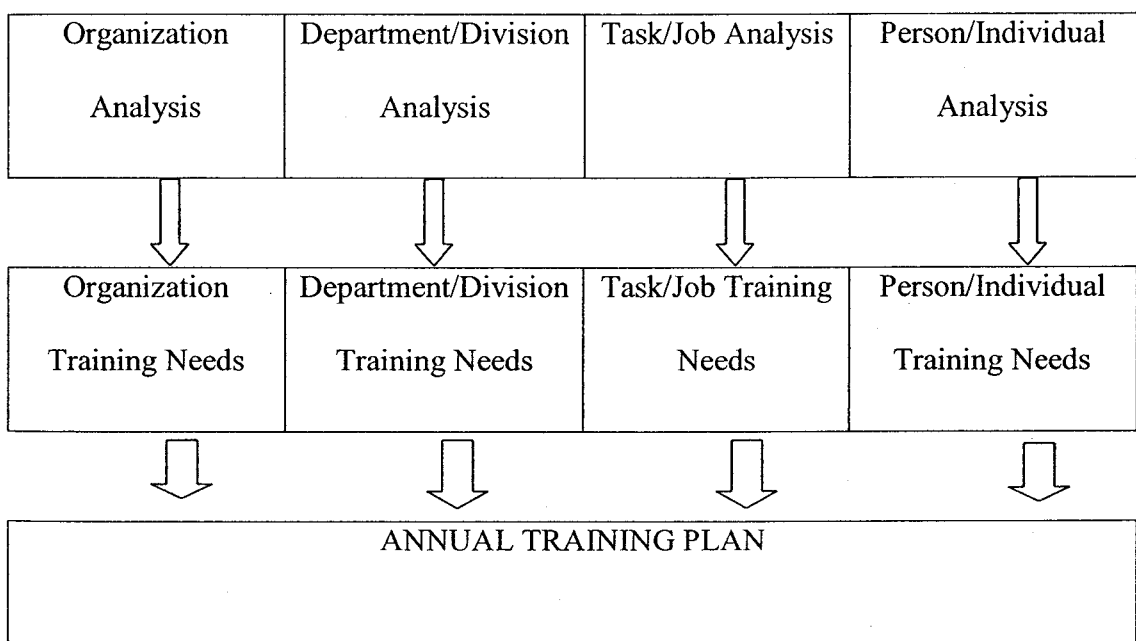 Organization
Analysis
Department/Division
Analysis
Task/Job Analysis
Person/Individual
Analysis
Organization
Training Needs
Department/Division
Training Needs
Task/Job Training
Needs
Person/Individual
Training Needs
ANNUAL TRAINING PLAN